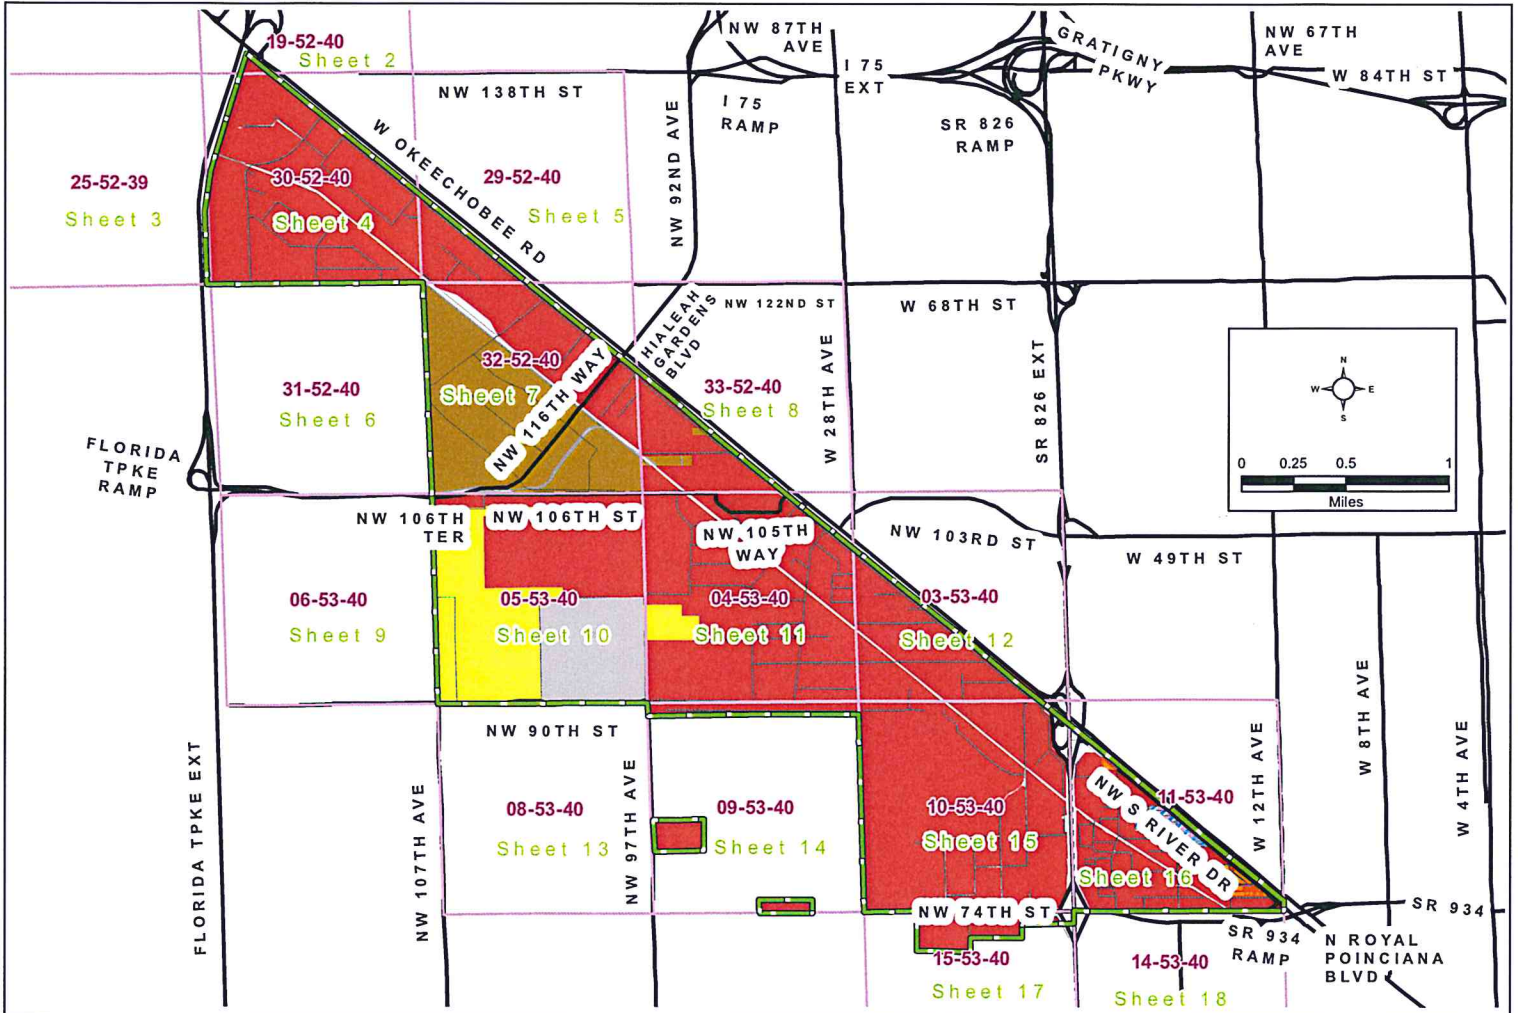 19-52-40
Sheet 2
NW 87TH
AVE
GRATIGNY
PKWY
NW 67TH
AVE
I 75
EXT
W 84TH ST
NW 138TH ST
I 75
RAMP
SR 826
RAMP
NW 92ND AVE
W OKEECHOBEE RD
25-52-39
Sheet 3
30-52-40
Sheet 4
29-52-40
Sheet 5
HIALEAH
GARDENS
BLVD
NW 122ND ST
W 68TH ST
31-52-40
Sheet 6
32-52-40
Sheet 7
NW 116TH WAY
33-52-40
Sheet 8
W 28TH AVE
SR 826 EXT
N
W
E
S
0
0.25
0.5
1
Miles
FLORIDA
TPKE
RAMP
NW 106TH
TER
NW 106TH ST
NW 105TH
WAY
NW 103RD ST
W 49TH ST
06-53-40
Sheet 9
05-53-40
Sheet 10
04-53-40
Sheet 11
03-53-40
Sheet 12
FLORIDA TPKE EXT
NW 107TH AVE
NW 90TH ST
NW 97TH AVE
08-53-40
Sheet 13
09-53-40
Sheet 14
10-53-40
Sheet 15
11-53-40
NW S RIVER DR
Sheet 16
W 12TH AVE
W 8TH AVE
W 4TH AVE
NW 74TH ST
SR 934
SR 934
RAMP
N ROYAL
POINCIANA
BLVD
15-53-40
Sheet 17
14-53-40
Sheet 18